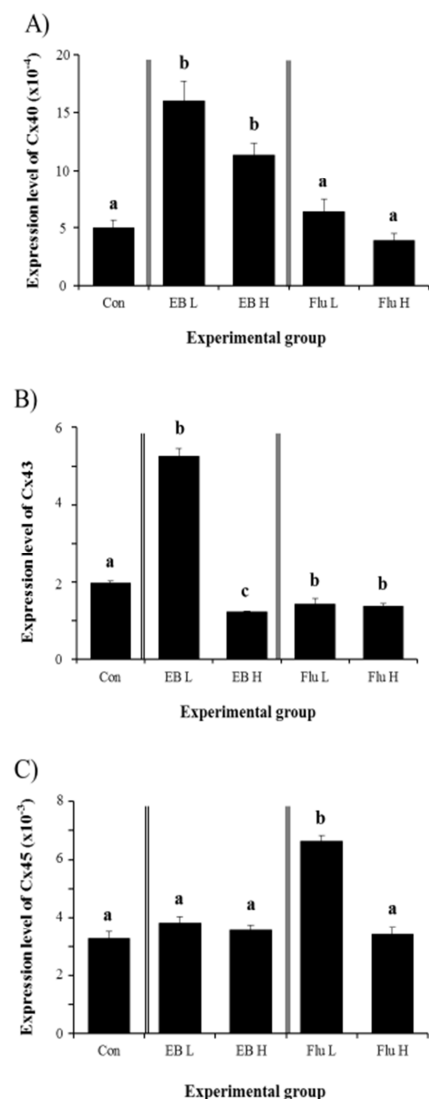 A)
Expression level of Cx40 (x10⁻⁴)
20
15
10
5
0
a
b
b
a
a
Con
EB L
EB H
Flu L
Flu H
Experimental group
B)
Expression level of Cx43
6
4
2
0
a
b
c
b
b
Con
EB L
EB H
Flu L
Flu H
Experimental group
C)
Expression level of Cx45 (x10⁻³)
8
6
4
2
0
a
a
a
b
a
Con
EB L
EB H
Flu L
Flu H
Experimental group